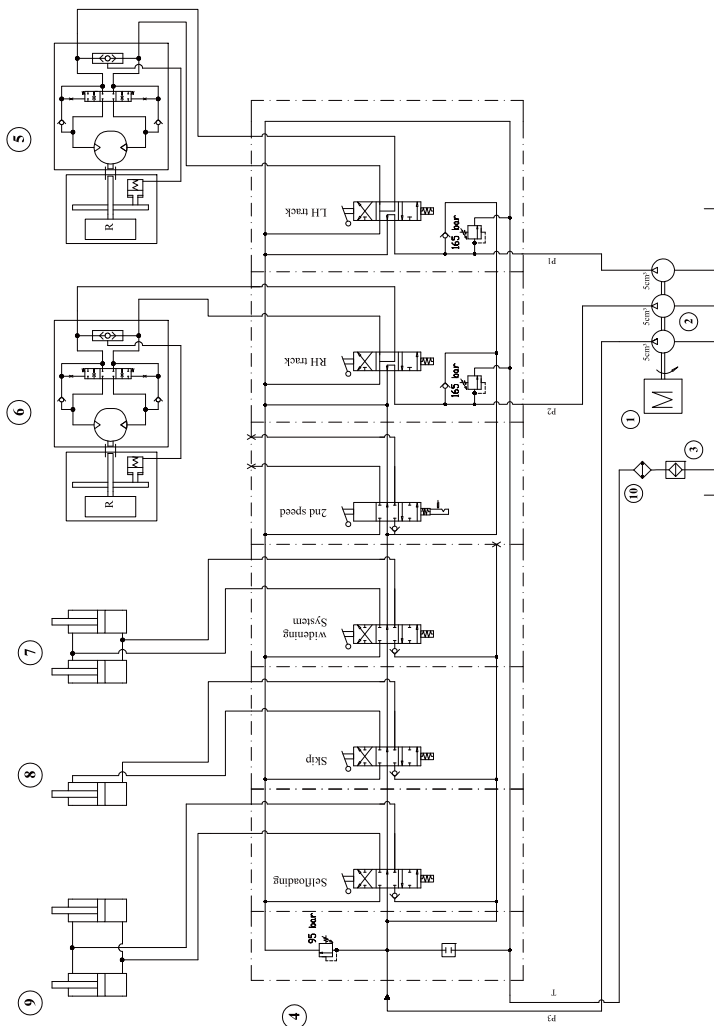 5
R
6
R
7
8
9
LH track
165 bar
RH track
165 bar
2nd speed
widening
System
Skip
Selfloading
95 bar
4
P1
P2
T
P3
5cm³
5cm³
5cm³
2
1
M
3
10